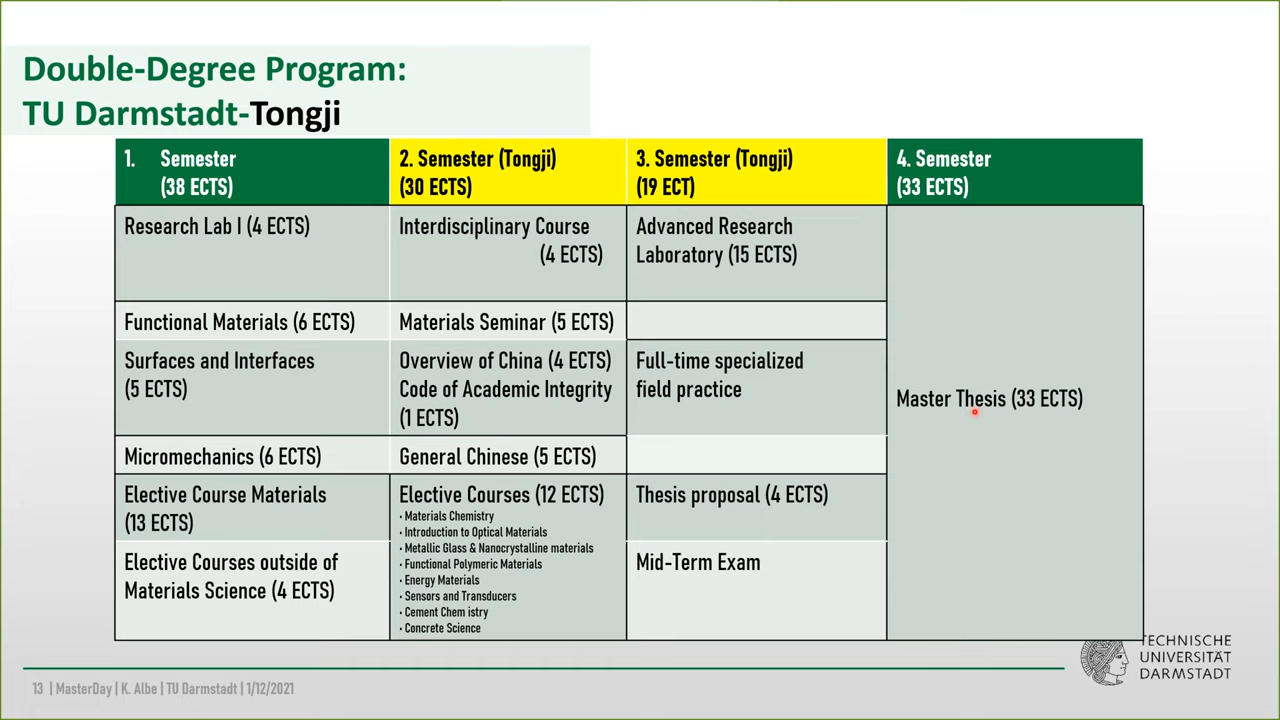 Double-Degree Program:
TU Darmstadt-Tongji
1. Semester
(38 ECTS)
2. Semester (Tongji)
(30 ECTS)
3. Semester (Tongji)
(19 ECT)
4. Semester
(33 ECTS)
Research Lab I (4 ECTS)
Interdisciplinary Course
(4 ECTS)
Advanced Research
Laboratory (15 ECTS)
Functional Materials (6 ECTS)
Materials Seminar (5 ECTS)
Surfaces and Interfaces
(5 ECTS)
Overview of China (4 ECTS)
Code of Academic Integrity
(1 ECTS)
Full-time specialized
field practice
Master Thesis (33 ECTS)
Micromechanics (6 ECTS)
General Chinese (5 ECTS)
Elective Course Materials
(13 ECTS)
Elective Courses (12 ECTS)
· Materials Chemistry
· Introduction to Optical Materials
· Metallic Glass & Nanocrystalline materials
· Functional Polymeric Materials
· Energy Materials
· Sensors and Transducers
· Cement Chem istry
· Concrete Science
Thesis proposal (4 ECTS)
Elective Courses outside of
Materials Science (4 ECTS)
Mid-Term Exam
13 | MasterDay | K. Albe | TU Darmstadt | 1/12/2021
TECHNISCHE
UNIVERSITÄT
DARMSTADT